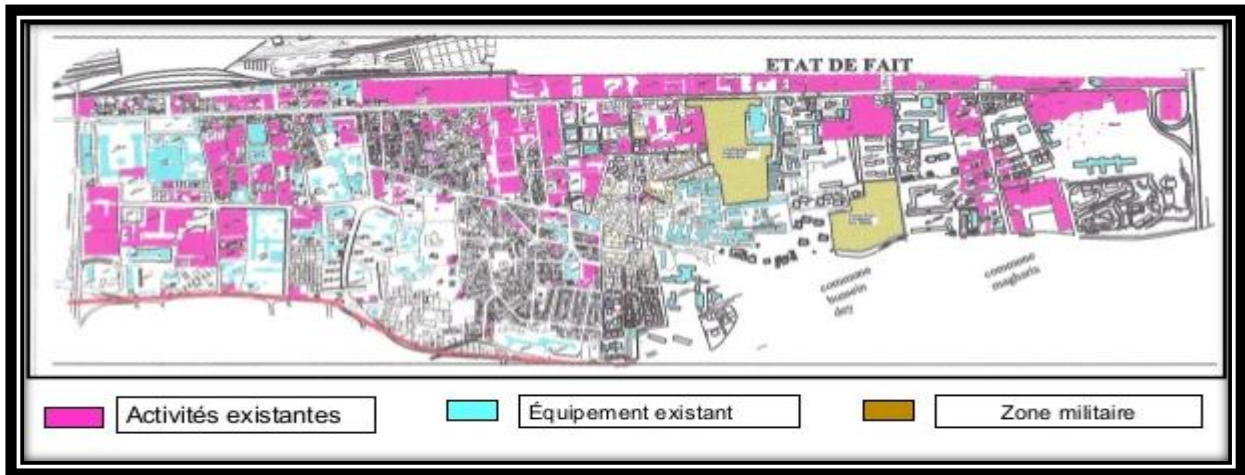 ETAT DE FAIT
commune
hussein
dey
commune
magharia
Activités existantes
Équipement existant
Zone militaire